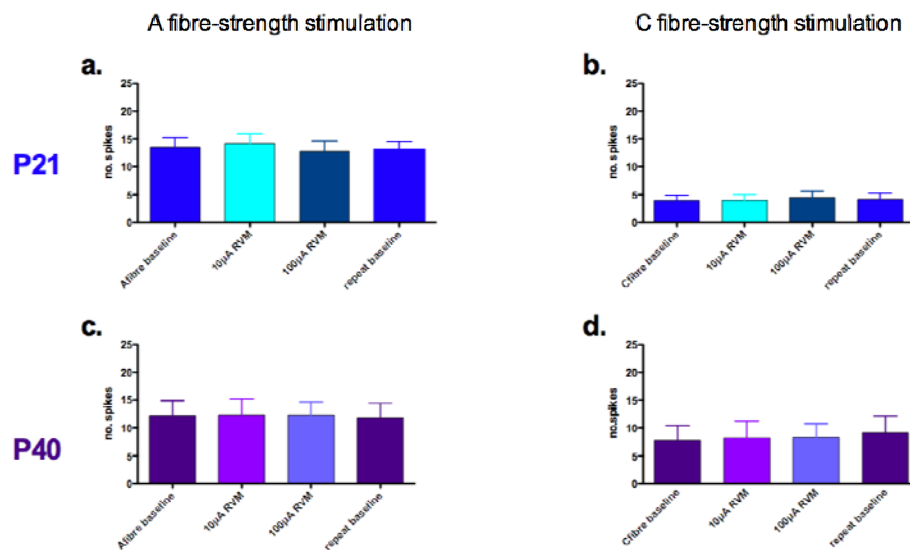 A fibre-strength stimulation
C fibre-strength stimulation
a.
b.
P21
no. spikes
25
20
15
10
5
0
Afibre baseline
10µA RVM
100µA RVM
repeat baseline
no. spikes
25
20
15
10
5
0
Cfibre baseline
10µA RVM
100µA RVM
repeat baseline
c.
d.
P40
no. spikes
25
20
15
10
5
0
Afibre baseline
10µA RVM
100µA RVM
repeat baseline
no.spikes
25
20
15
10
5
0
Cfibre baseline
10µA RVM
100µA RVM
repeat baseline